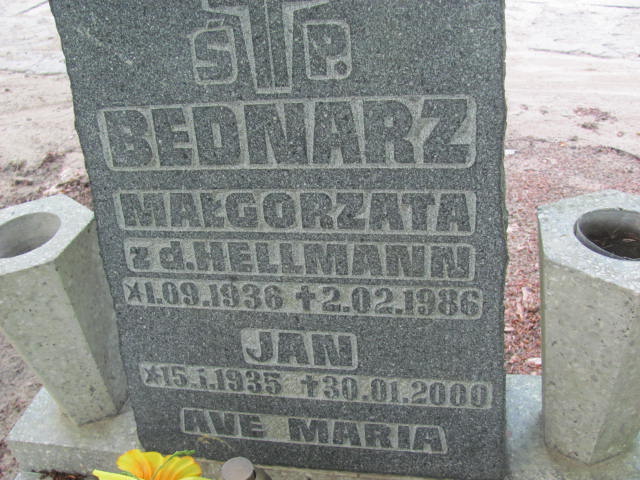 Ś P.
BEDNARZ
MAŁGORZATA
z d. HELLMANN
*1.09.1936 ✝2.02.1986
JAN
*15.1.1935 ✝30.01.2000
AVE MARIA